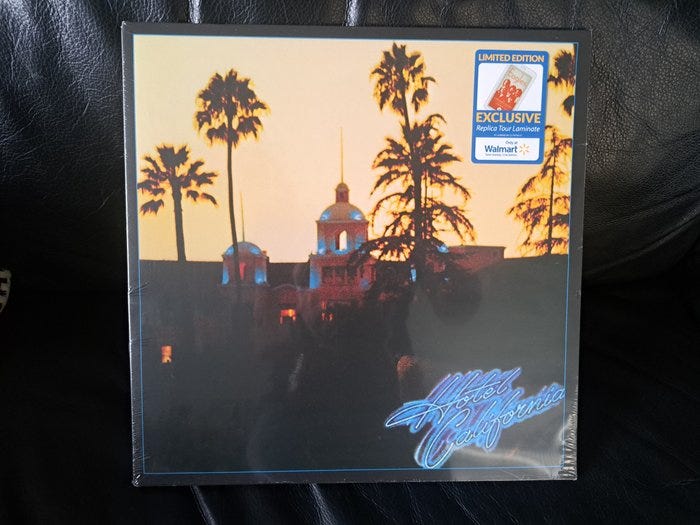 LIMITED EDITION
EXCLUSIVE
Replica Tour Laminate
Only at
Walmart
Hotel
California